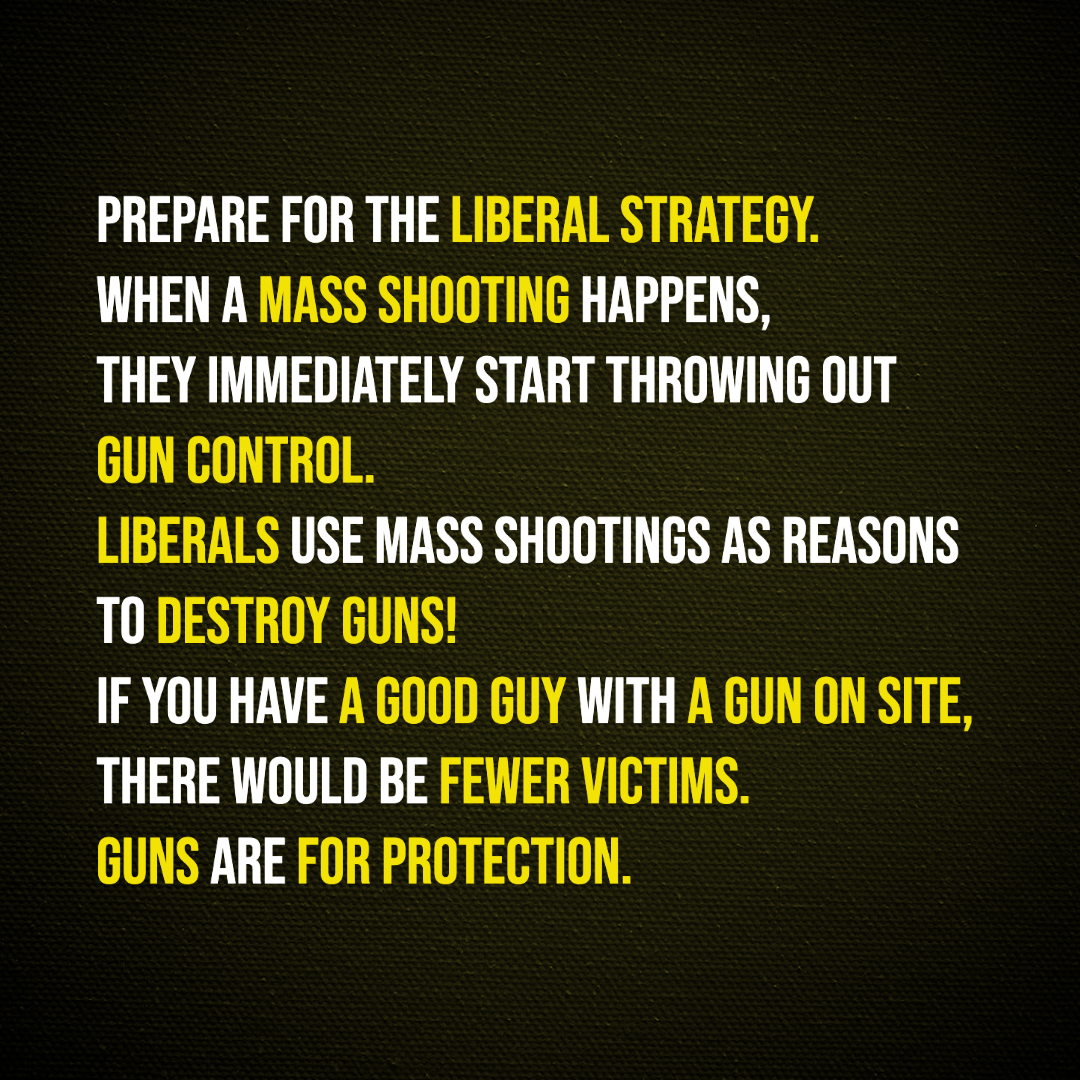 PREPARE FOR THE LIBERAL STRATEGY.
WHEN A MASS SHOOTING HAPPENS,
THEY IMMEDIATELY START THROWING OUT
GUN CONTROL.
LIBERALS USE MASS SHOOTINGS AS REASONS
TO DESTROY GUNS!
IF YOU HAVE A GOOD GUY WITH A GUN ON SITE,
THERE WOULD BE FEWER VICTIMS.
GUNS ARE FOR PROTECTION.